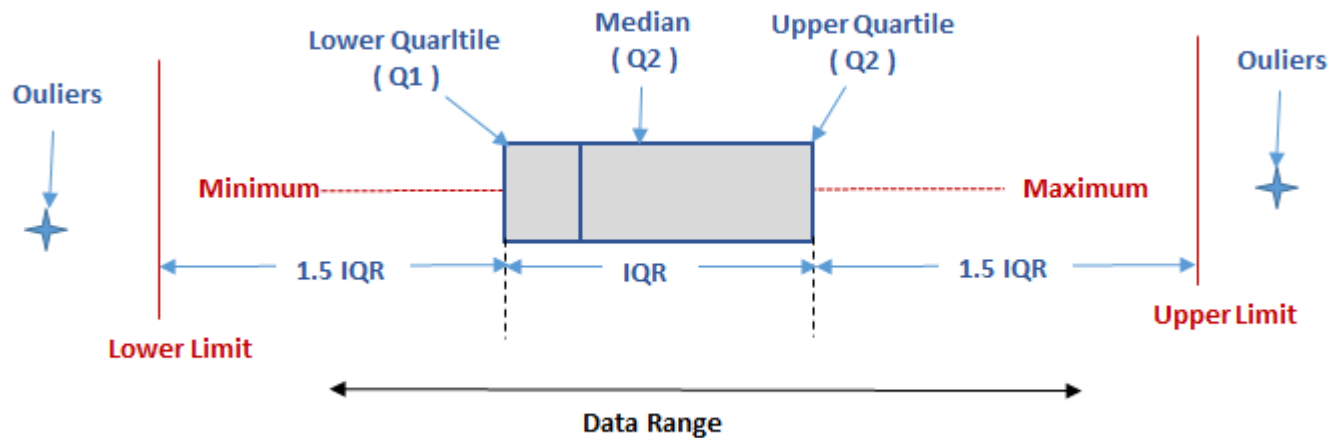 Lower Quarltile
( Q1 )
Median
( Q2 )
Upper Quartile
( Q2 )
Ouliers
Ouliers
Minimum
Maximum
1.5 IQR
IQR
1.5 IQR
Lower Limit
Upper Limit
Data Range